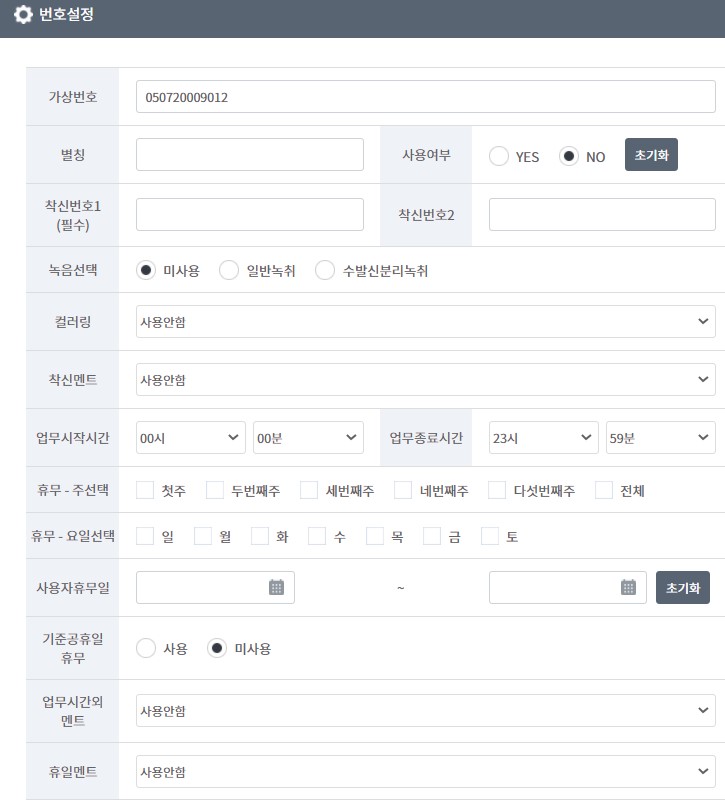 번호설정
가상번호 050720009012
별칭 사용여부 YES NO 초기화
착신번호1
(필수)
착신번호2
녹음선택 미사용 일반녹취 수발신분리녹취
컬러링 사용안함
착신멘트 사용안함
업무시작시간 00시 00분 업무종료시간 23시 59분
휴무 - 주선택 첫주 두번째주 세번째주 네번째주 다섯번째주 전체
휴무 - 요일선택 일 월 화 수 목 금 토
사용자휴무일 ~ 초기화
기준공휴일
휴무
사용 미사용
업무시간외
멘트
사용안함
휴일멘트 사용안함